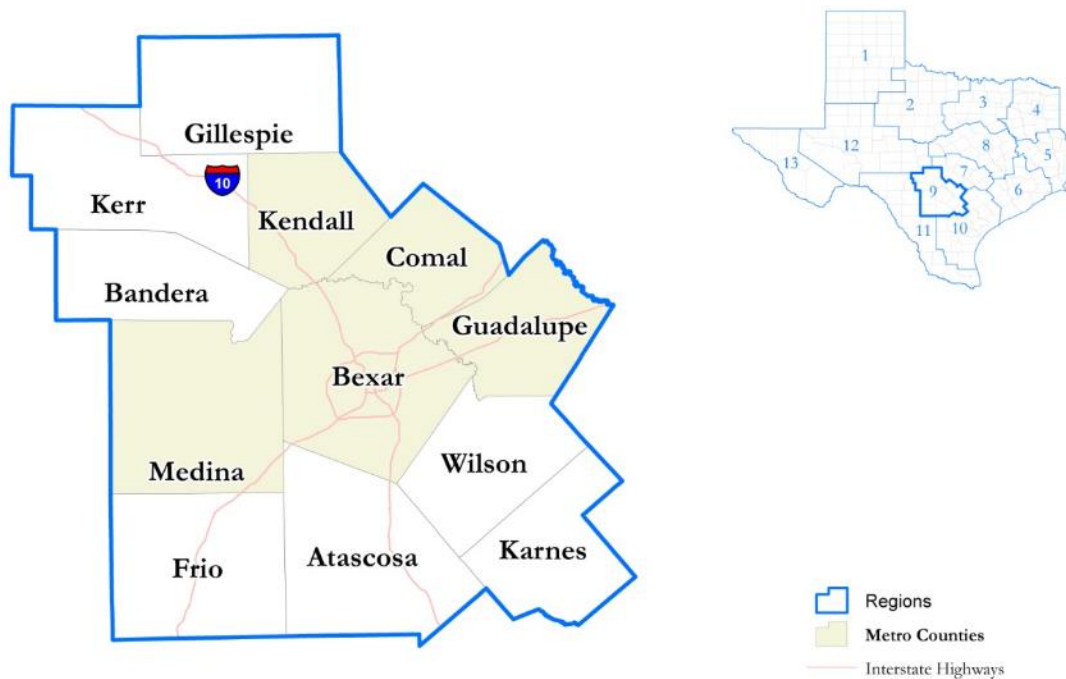 Gillespie
10
Kerr
Kendall
Comal
Bandera
Guadalupe
Bexar
Medina
Wilson
Frio
Atascosa
Karnes
1
2
3
4
12
8
5
13
7
9
6
10
11
Regions
Metro Counties
Interstate Highways